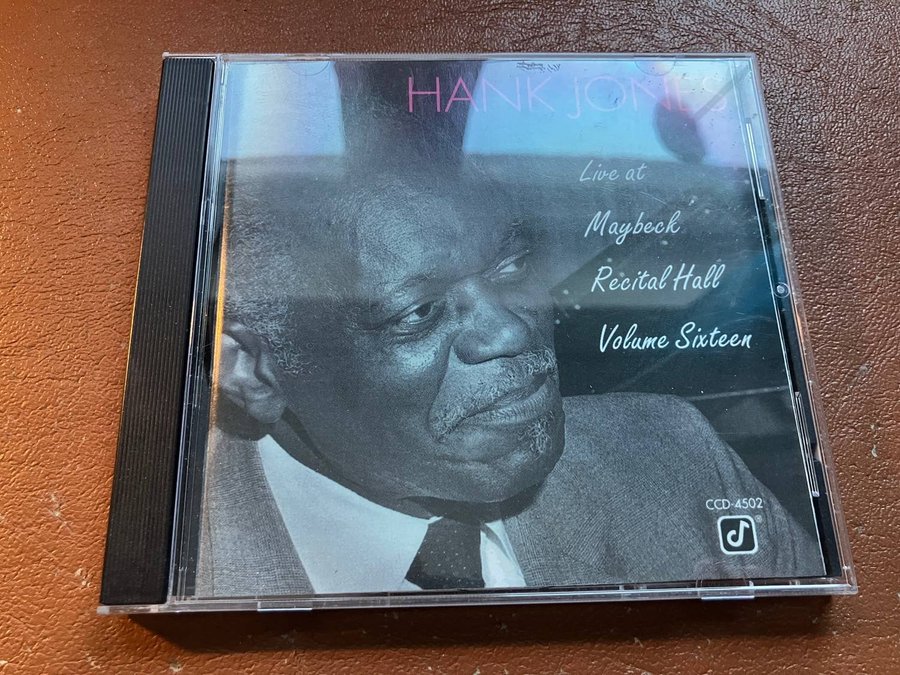 HANK JONES
Live at
Maybeck
Recital Hall
Volume Sixteen
CCD-4502
®